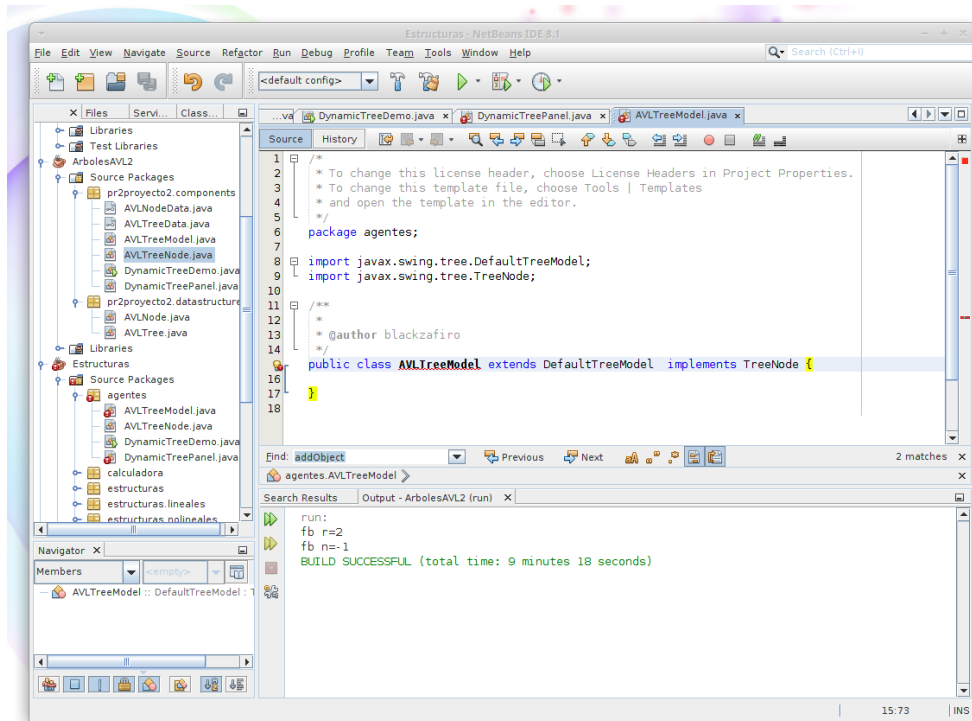 Estructuras - NetBeans IDE 8.1
File Edit View Navigate Source Refactor Run Debug Profile Team Tools Window Help
Search (Ctrl+I)
<default config>
Files Servi... Class...
Libraries
Test Libraries
ArbolesAVL2
Source Packages
pr2proyecto2.components
AVLNodeData.java
AVLTreeData.java
AVLTreeModel.java
AVLTreeNode.java
DynamicTreeDemo.java
DynamicTreePanel.java
pr2proyecto2.datastructure
AVLNode.java
AVLTree.java
Libraries
Estructuras
Source Packages
agentes
AVLTreeModel.java
AVLTreeNode.java
DynamicTreeDemo.java
DynamicTreePanel.java
calculadora
estructuras
estructuras.lineales
estructuras.nolineales
Navigator
Members
<empty>
AVLTreeModel :: DefaultTreeModel : T
...va DynamicTreeDemo.java DynamicTreePanel.java AVLTreeModel.java
Source History
1 /*
2 * To change this license header, choose License Headers in Project Properties.
3 * To change this template file, choose Tools | Templates
4 * and open the template in the editor.
5 */
6 package agentes;
7
8 import javax.swing.tree.DefaultTreeModel;
9 import javax.swing.tree.TreeNode;
10
11 /**
12 *
13 * @author blackzafiro
14 */
public class AVLTreeModel extends DefaultTreeModel  implements TreeNode {
16
17 }
18
Find: addObject Previous Next aA 2 matches
agentes.AVLTreeModel
Search Results Output - ArbolesAVL2 (run)
run:
fb r=2
fb n=-1
BUILD SUCCESSFUL (total time: 9 minutes 18 seconds)
15:73 INS